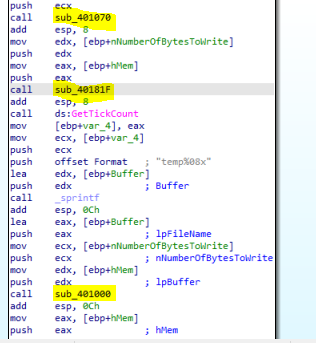 push ecx
call sub_401070
add esp, 8
mov edx, [ebp+nNumberOfBytesToWrite]
push edx
mov eax, [ebp+hMem]
push eax
call sub_40181F
add esp, 8
call ds:GetTickCount
mov [ebp+var_4], eax
mov ecx, [ebp+var_4]
push ecx
push offset Format ; "temp%08x"
lea edx, [ebp+Buffer]
push edx ; Buffer
call _sprintf
add esp, 0Ch
lea eax, [ebp+Buffer]
push eax ; lpFileName
mov ecx, [ebp+nNumberOfBytesToWrite]
push ecx ; nNumberOfBytesToWrite
mov edx, [ebp+hMem]
push edx ; lpBuffer
call sub_401000
add esp, 0Ch
mov eax, [ebp+hMem]
push eax ; hMem